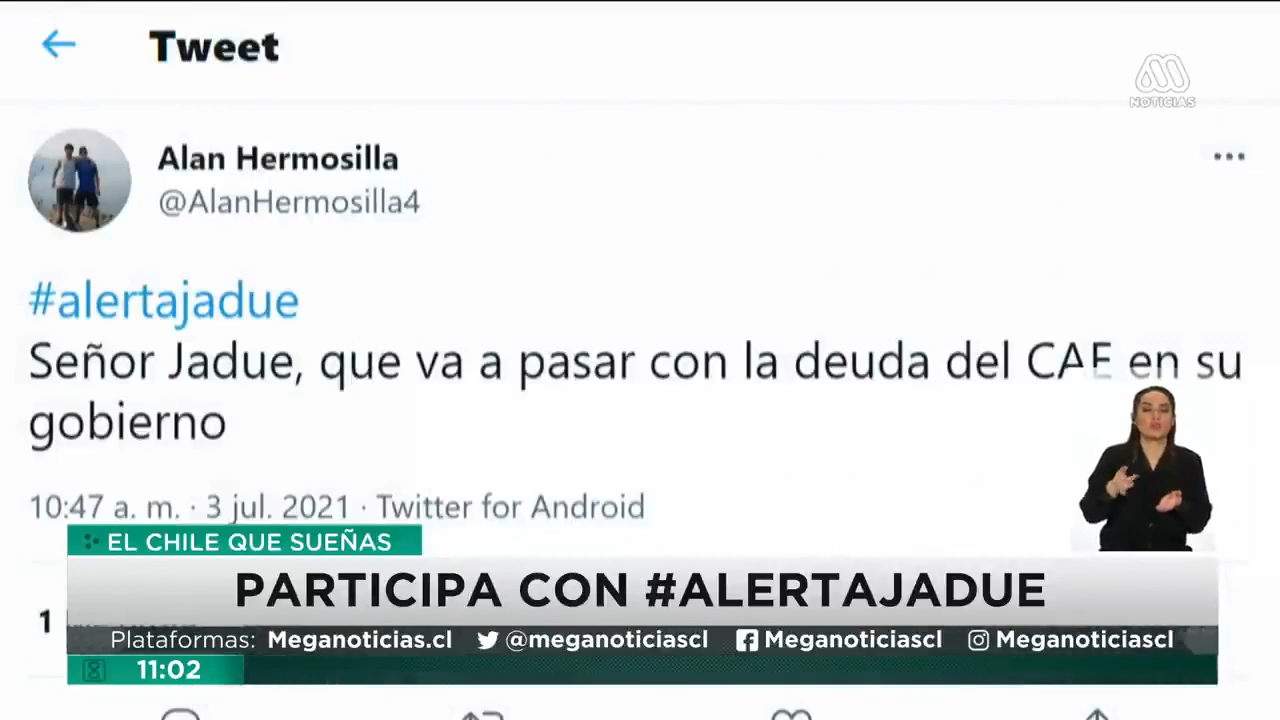 Tweet
NOTICIAS
Alan Hermosilla
@AlanHermosilla4
#alertajadue
Señor Jadue, que va a pasar con la deuda del CAE en su
gobierno
10:47 a. m. · 3 jul. 2021 · Twitter for Android
EL CHILE QUE SUEÑAS
PARTICIPA CON #ALERTAJADUE
1
Plataformas: Meganoticias.cl @meganoticiascl Meganoticiascl Meganoticiascl
11:02